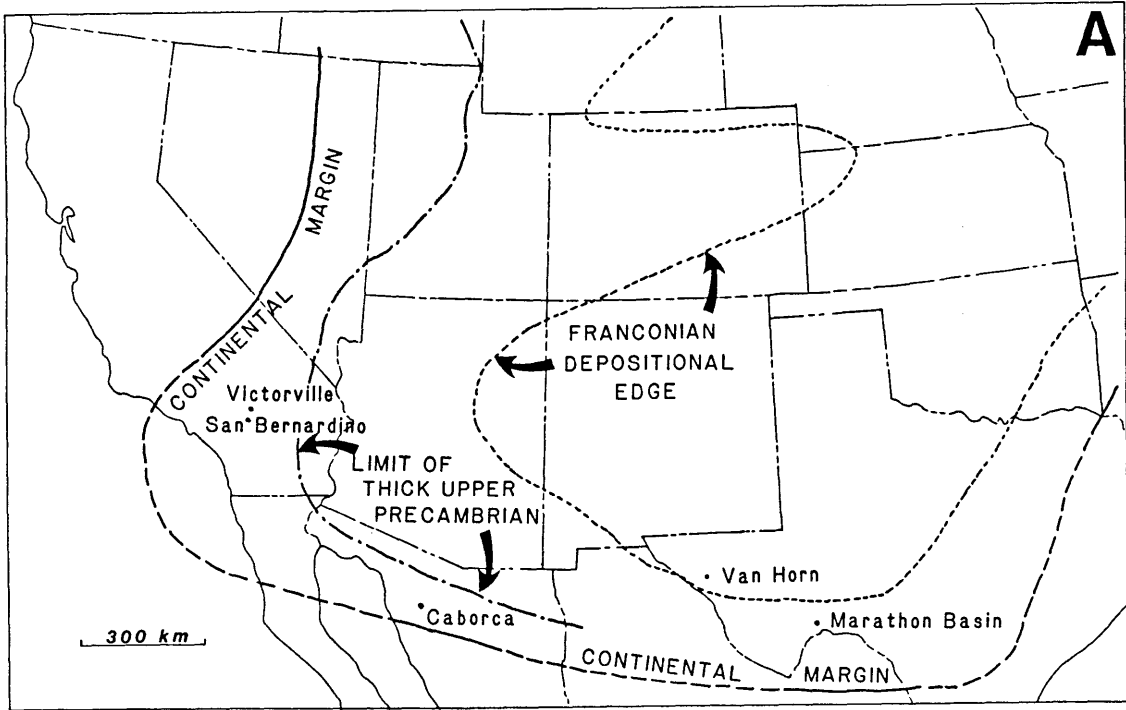 A
MARGIN
CONTINENTAL
FRANCONIAN
DEPOSITIONAL
EDGE
Victorville
San Bernardino
LIMIT OF
THICK UPPER
PRECAMBRIAN
Van Horn
Caborca
Marathon Basin
300 km
CONTINENTAL
MARGIN